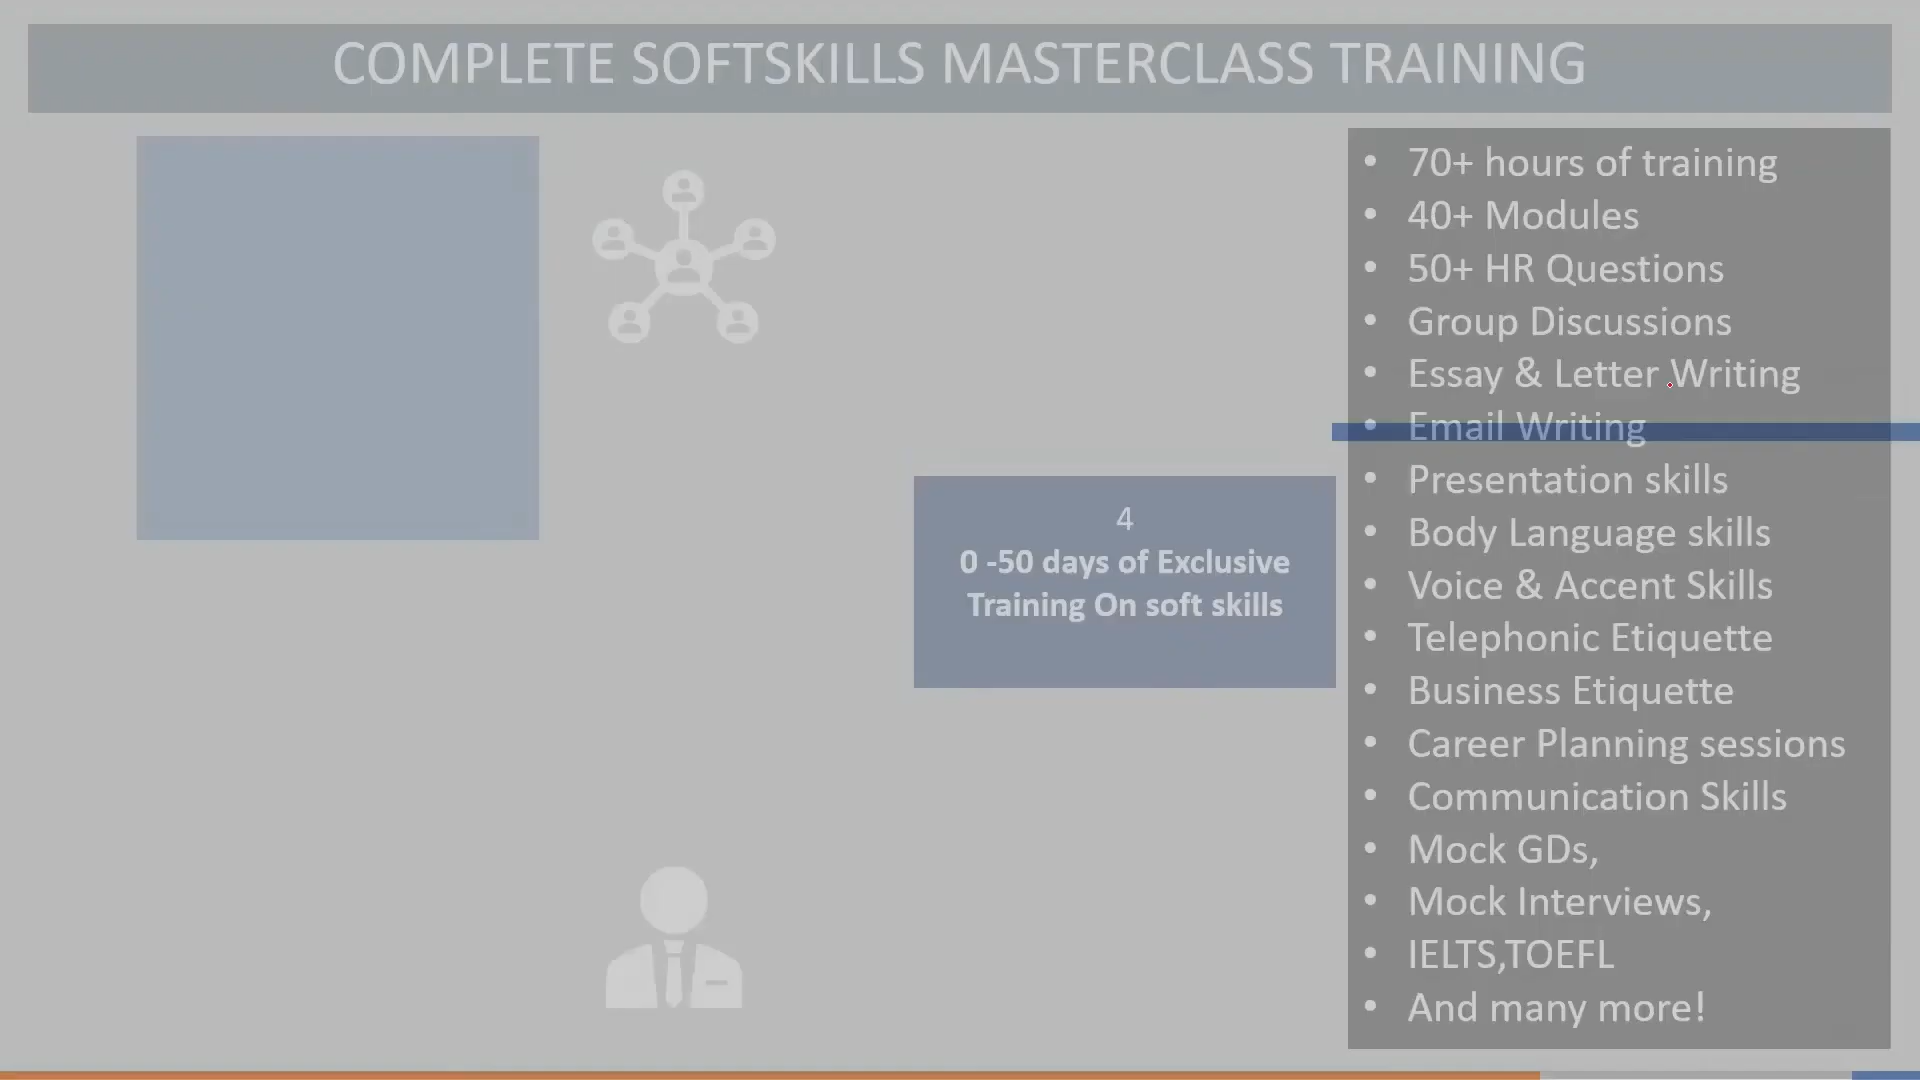 COMPLETE SOFTSKILLS MASTERCLASS TRAINING
4
0 -50 days of Exclusive
Training On soft skills
• 70+ hours of training
• 40+ Modules
• 50+ HR Questions
• Group Discussions
• Essay & Letter Writing
• Email Writing
• Presentation skills
• Body Language skills
• Voice & Accent Skills
• Telephonic Etiquette
• Business Etiquette
• Career Planning sessions
• Communication Skills
• Mock GDs,
• Mock Interviews,
• IELTS,TOEFL
• And many more!